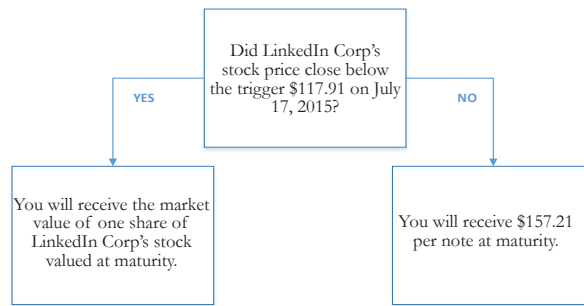 Did LinkedIn Corp's
stock price close below
the trigger $117.91 on July
17, 2015?
YES
NO
You will receive the market
value of one share of
LinkedIn Corp's stock
valued at maturity.
You will receive $157.21
per note at maturity.